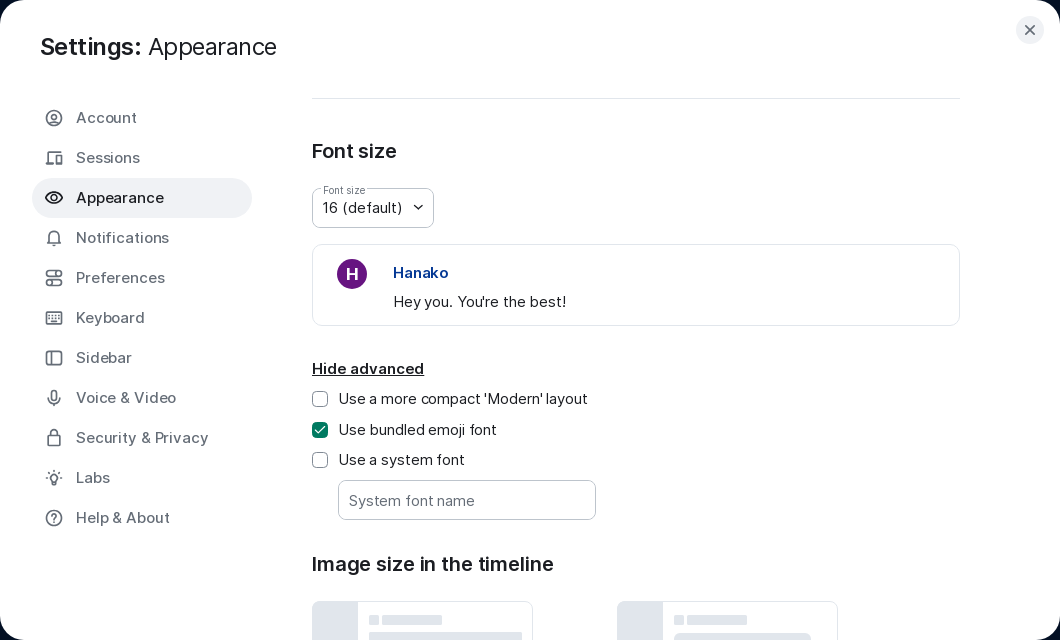 Settings: Appearance
Account
Sessions
Appearance
Notifications
Preferences
Keyboard
Sidebar
Voice & Video
Security & Privacy
Labs
Help & About
Font size
Font size
16 (default)
H
Hanako
Hey you. You're the best!
Hide advanced
Use a more compact 'Modern' layout
Use bundled emoji font
Use a system font
System font name
Image size in the timeline